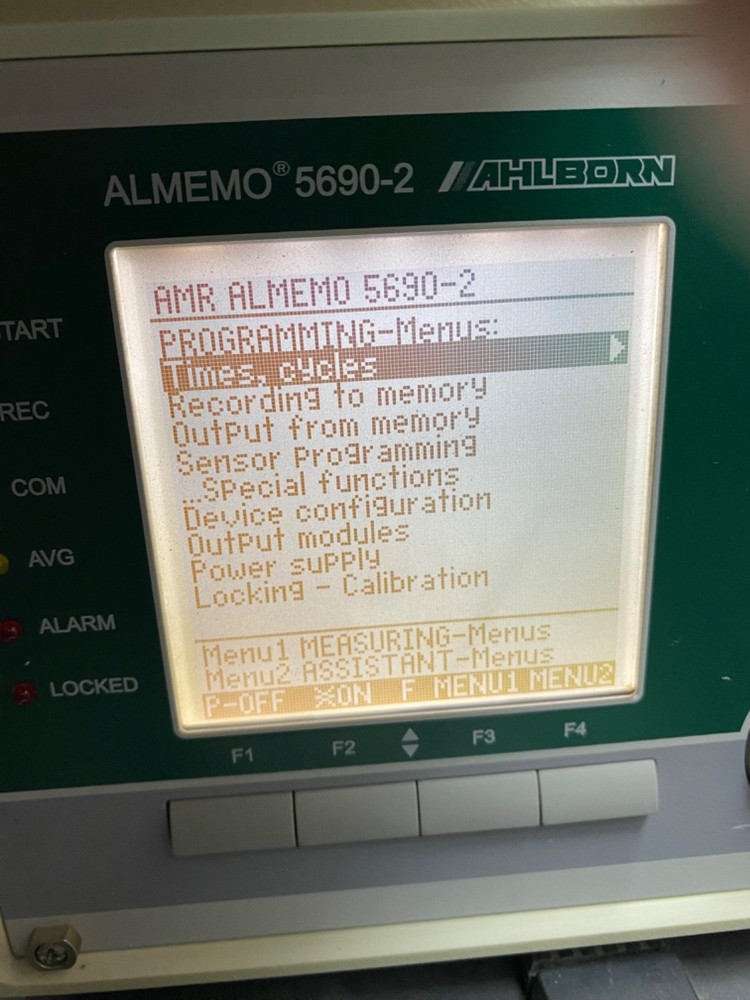 ALMEMO® 5690-2 AHLBORN
AMR ALMEMO 5690-2
PROGRAMMING-Menus:
Times, cycles
Recording to memory
Output from memory
Sensor Programming
...Special functions
Device configuration
Output modules
Power supply
Locking - Calibration
Menu1 MEASURING-Menus
Menu2 ASSISTANT-Menus
P-OFF ☼ON F MENU1 MENU2
START
REC
COM
AVG
ALARM
LOCKED
F1 F2 F3 F4